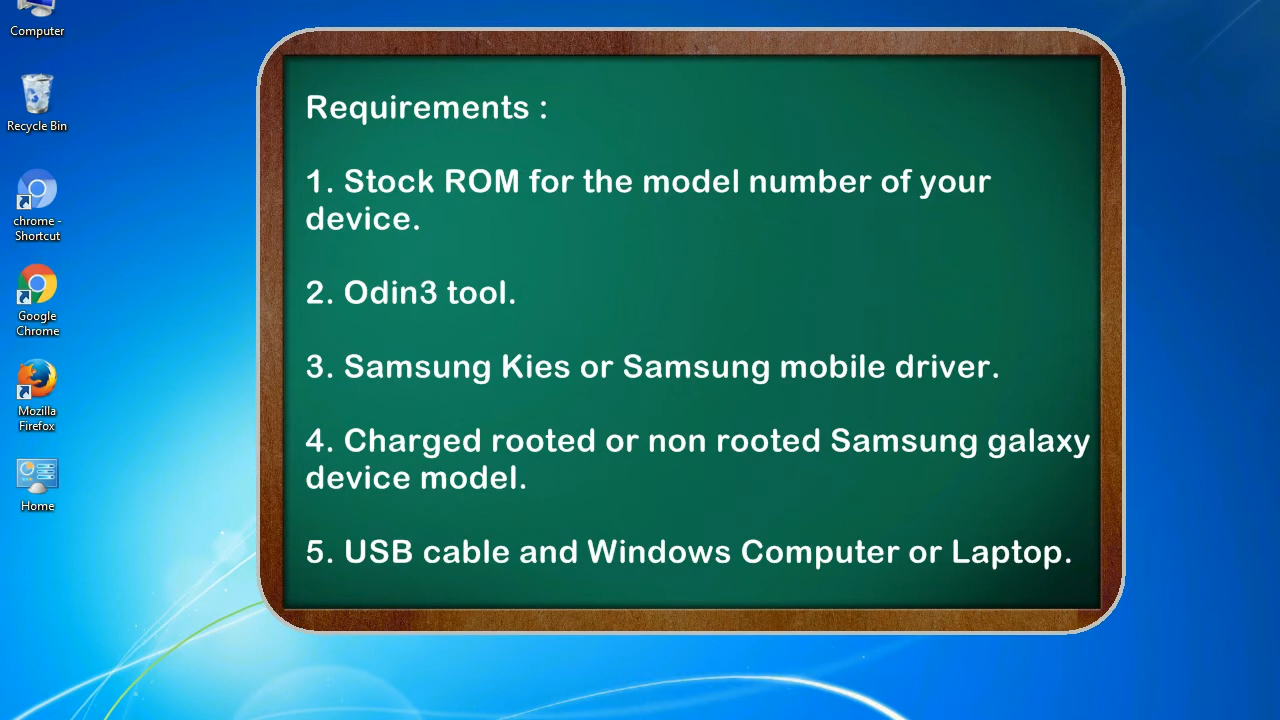 Computer
Recycle Bin
chrome -
Shortcut
Google
Chrome
Mozilla
Firefox
Home
Requirements :
1. Stock ROM for the model number of your
device.
2. Odin3 tool.
3. Samsung Kies or Samsung mobile driver.
4. Charged rooted or non rooted Samsung galaxy
device model.
5. USB cable and Windows Computer or Laptop.